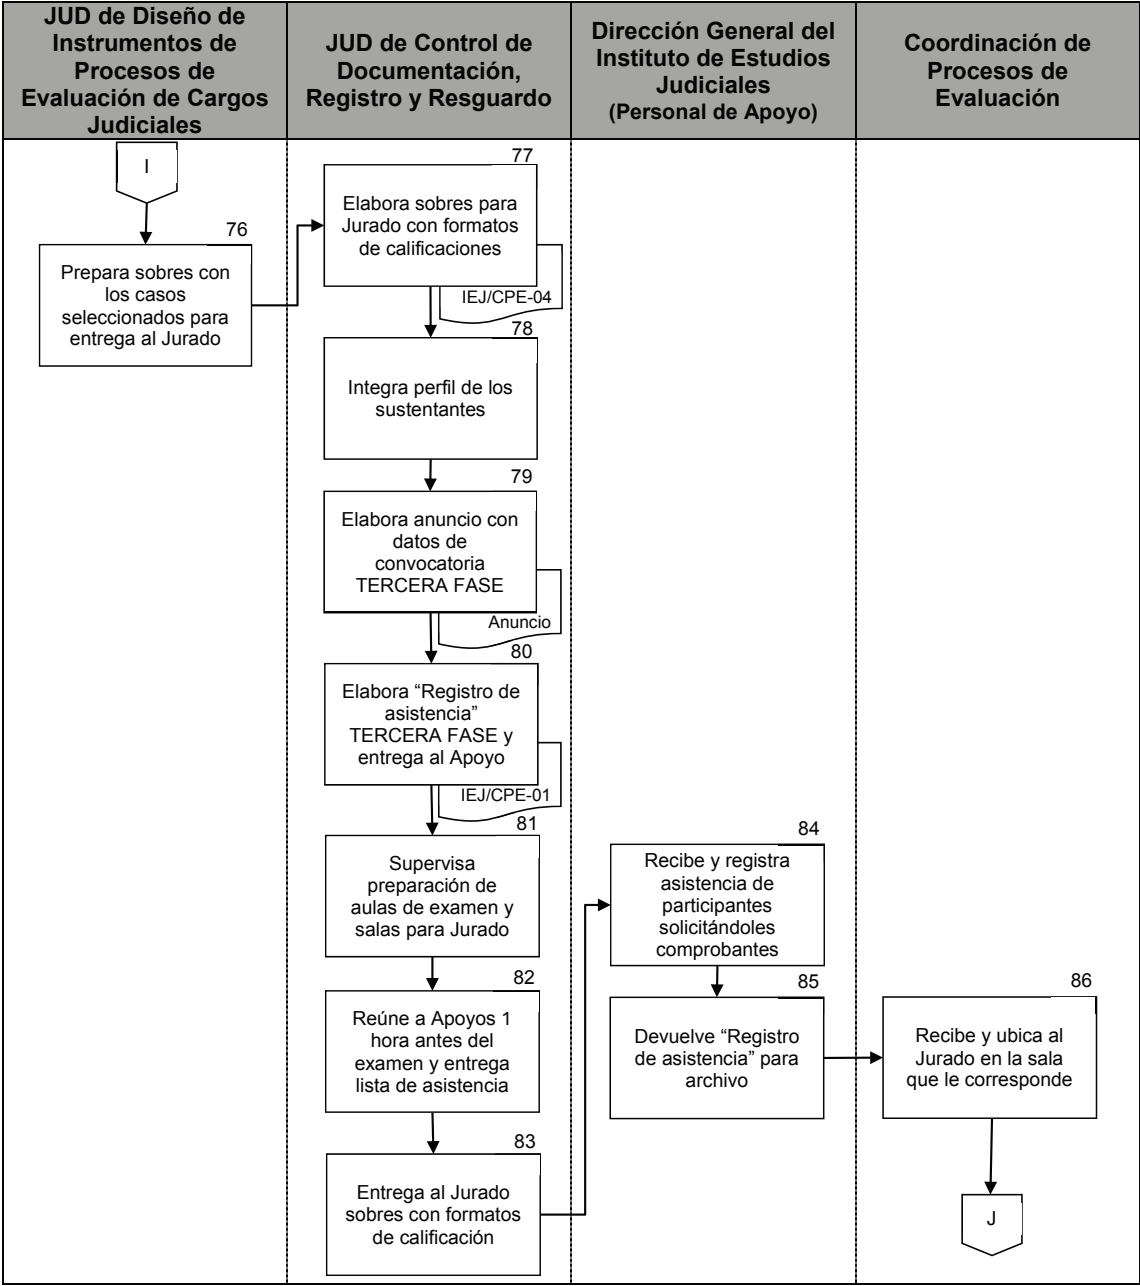 JUD de Diseño de
Instrumentos de
Procesos de
Evaluación de Cargos
Judiciales
JUD de Control de
Documentación,
Registro y Resguardo
Dirección General del
Instituto de Estudios
Judiciales
(Personal de Apoyo)
Coordinación de
Procesos de
Evaluación
I
76
Prepara sobres con
los casos
seleccionados para
entrega al Jurado
77
Elabora sobres para
Jurado con formatos
de calificaciones
IEJ/CPE-04
78
Integra perfil de los
sustentantes
79
Elabora anuncio con
datos de
convocatoria
TERCERA FASE
Anuncio
80
Elabora “Registro de
asistencia”
TERCERA FASE y
entrega al Apoyo
IEJ/CPE-01
81
Supervisa
preparación de
aulas de examen y
salas para Jurado
82
Reúne a Apoyos 1
hora antes del
examen y entrega
lista de asistencia
83
Entrega al Jurado
sobres con formatos
de calificación
84
Recibe y registra
asistencia de
participantes
solicitándoles
comprobantes
85
Devuelve “Registro
de asistencia” para
archivo
86
Recibe y ubica al
Jurado en la sala
que le corresponde
J